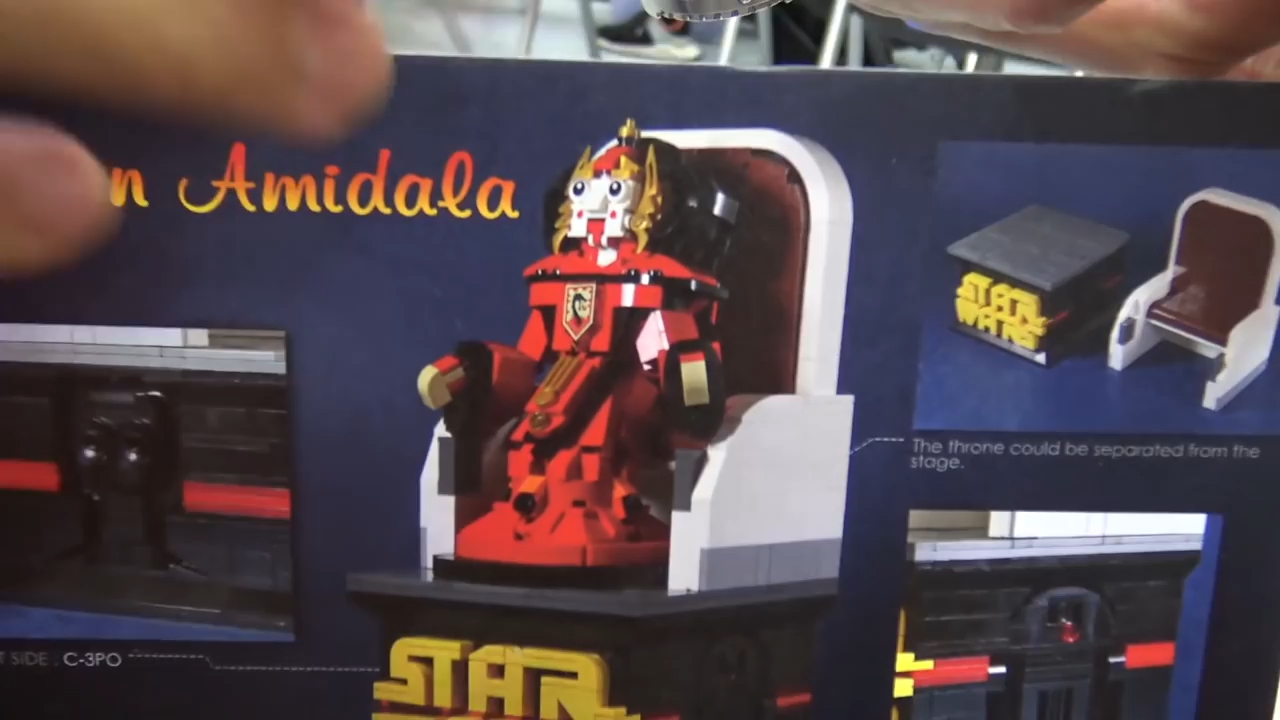 n Amidala
STAR
WARS
The throne could be separated from the
stage.
T SIDE : C-3PO
STAR